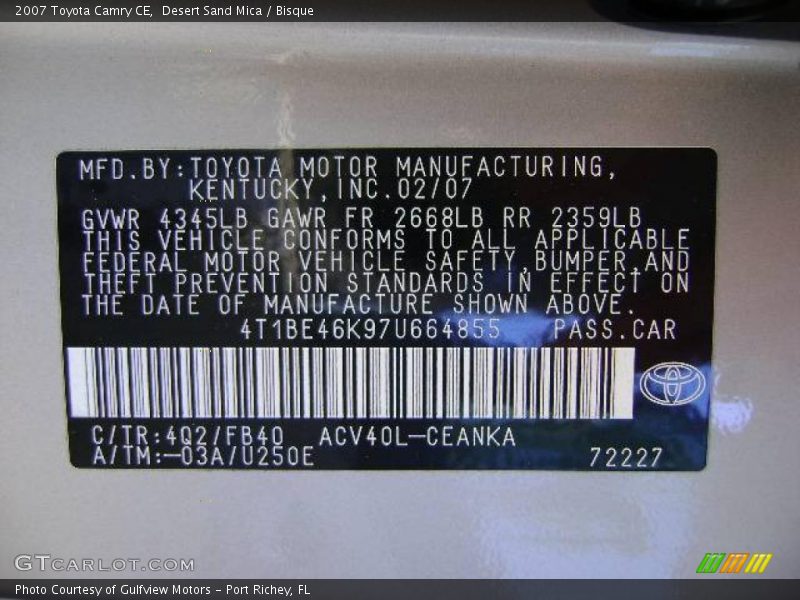 2007 Toyota Camry CE, Desert Sand Mica / Bisque
MFD.BY:TOYOTA MOTOR MANUFACTURING,
KENTUCKY,INC.02/07
GVWR 4345LB GAWR FR 2668LB RR 2359LB
THIS VEHICLE CONFORMS TO ALL APPLICABLE
FEDERAL MOTOR VEHICLE SAFETY,BUMPER,AND
THEFT PREVENTION STANDARDS IN EFFECT ON
THE DATE OF MANUFACTURE SHOWN ABOVE.
4T1BE46K97U664855 PASS.CAR
C/TR:4Q2/FB40 ACV40L-CEANKA
A/TM:-03A/U250E 72227
GTCARLOT.COM
Photo Courtesy of Gulfview Motors - Port Richey, FL